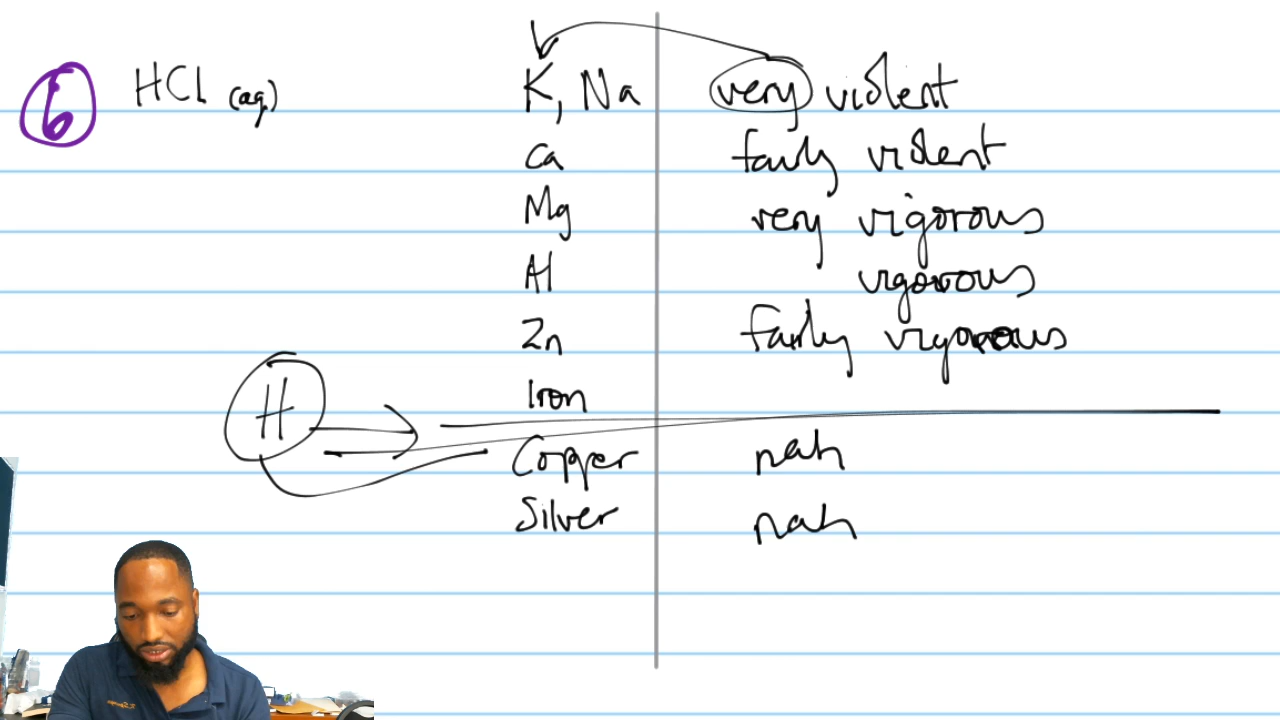 6 HCl (aq) K, Na very violent
Ca fairly violent
Mg very vigorous
Al vigorous
Zn fairly vigorous
Iron
H
Copper nah
Silver nah